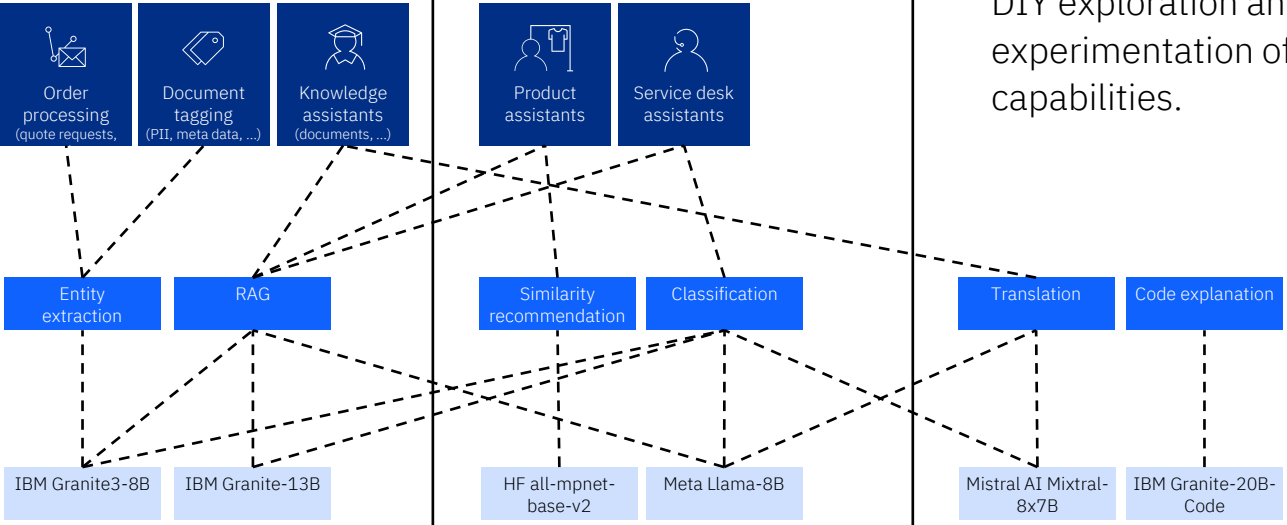 DIY exploration an
experimentation of
capabilities.
Order
processing
(quote requests,
Document
tagging
(PII, meta data, ...)
Knowledge
assistants
(documents, ...)
Product
assistants
Service desk
assistants
Entity
extraction
RAG
Similarity
recommendation
Classification
Translation
Code explanation
IBM Granite3-8B
IBM Granite-13B
HF all-mpnet-
base-v2
Meta Llama-8B
Mistral AI Mixtral-
8x7B
IBM Granite-20B-
Code